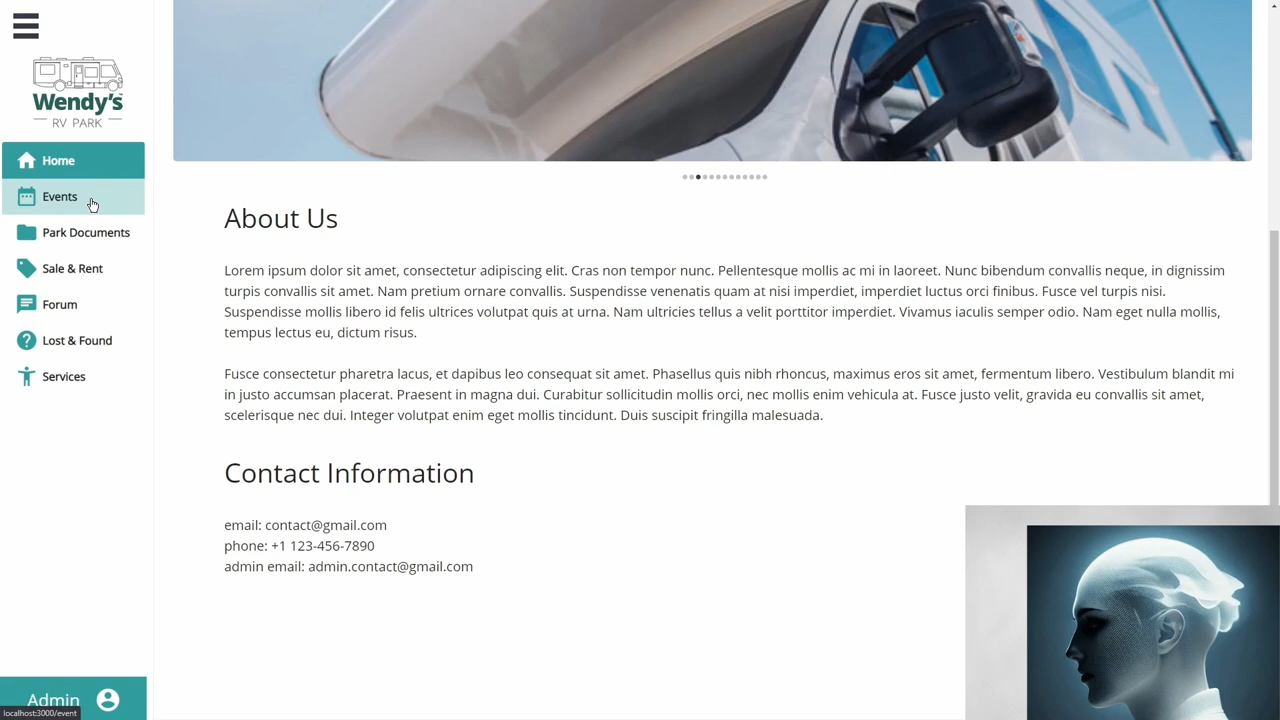 Wendy's
RV PARK
Home
Events
Park Documents
Sale & Rent
Forum
Lost & Found
Services
Admin
localhost:3000/event
About Us
Lorem ipsum dolor sit amet, consectetur adipiscing elit. Cras non tempor nunc. Pellentesque mollis ac mi in laoreet. Nunc bibendum convallis neque, in dignissim
turpis convallis sit amet. Nam pretium ornare convallis. Suspendisse venenatis quam at nisi imperdiet, imperdiet luctus orci finibus. Fusce vel turpis nisi.
Suspendisse mollis libero id felis ultrices volutpat quis at urna. Nam ultricies tellus a velit porttitor imperdiet. Vivamus iaculis semper odio. Nam eget nulla mollis,
tempus lectus eu, dictum risus.
Fusce consectetur pharetra lacus, et dapibus leo consequat sit amet. Phasellus quis nibh rhoncus, maximus eros sit amet, fermentum libero. Vestibulum blandit mi
in justo accumsan placerat. Praesent in magna dui. Curabitur sollicitudin mollis orci, nec mollis enim vehicula at. Fusce justo velit, gravida eu convallis sit amet,
scelerisque nec dui. Integer volutpat enim eget mollis tincidunt. Duis suscipit fringilla malesuada.
Contact Information
email: contact@gmail.com
phone: +1 123-456-7890
admin email: admin.contact@gmail.com